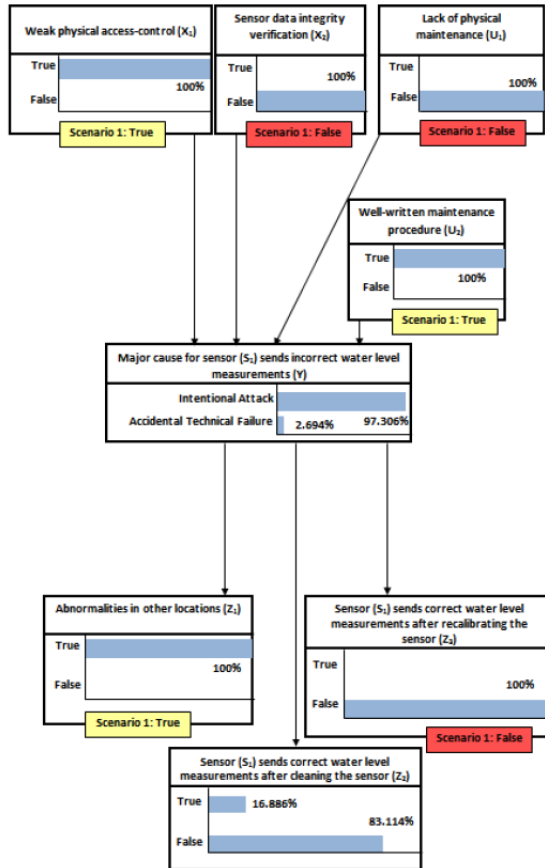 Weak physical access-control (X₁)
True
100%
False
Scenario 1: True
Sensor data integrity
verification (X₂)
True
100%
False
Scenario 1: False
Lack of physical
maintenance (U₁)
True
100%
False
Scenario 1: False
Well-written maintenance
procedure (U₂)
True
100%
False
Scenario 1: True
Major cause for sensor (S₁) sends incorrect water level
measurements (Y)
Intentional Attack
Accidental Technical Failure
2.694%
97.306%
Abnormalities in other locations (Z₁)
True
100%
False
Scenario 1: True
Sensor (S₁) sends correct water level
measurements after recalibrating the
sensor (Z₃)
True
100%
False
Scenario 1: False
Sensor (S₁) sends correct water level
measurements after cleaning the sensor (Z₂)
True
16.886%
83.114%
False